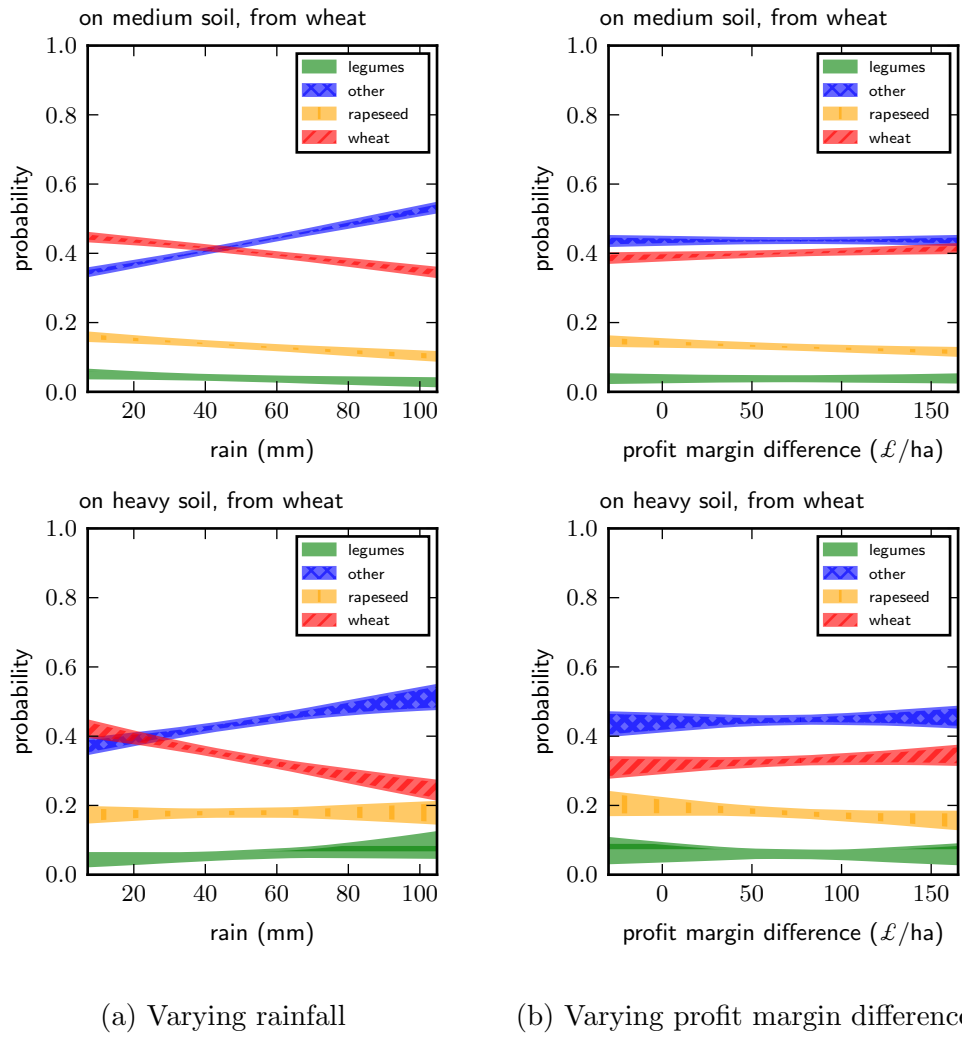 on medium soil, from wheat
1.0
0.8
0.6
0.4
0.2
0.0
probability
legumes
other
rapeseed
wheat
20 40 60 80 100
rain (mm)
on medium soil, from wheat
1.0
0.8
0.6
0.4
0.2
0.0
probability
legumes
other
rapeseed
wheat
0 50 100 150
profit margin difference (£/ha)
on heavy soil, from wheat
1.0
0.8
0.6
0.4
0.2
0.0
probability
legumes
other
rapeseed
wheat
20 40 60 80 100
rain (mm)
on heavy soil, from wheat
1.0
0.8
0.6
0.4
0.2
0.0
probability
legumes
other
rapeseed
wheat
0 50 100 150
profit margin difference (£/ha)
(a) Varying rainfall
(b) Varying profit margin difference